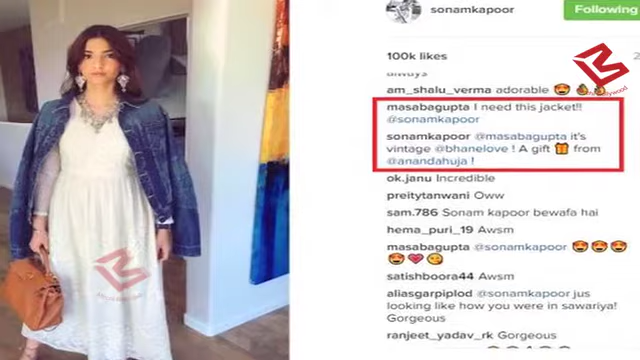 sonamkapoor
Following
100k likes
always
am_shalu_verma adorable 😍
masabagupta I need this jacket!!
@sonamkapoor
sonamkapoor @masabagupta it's
vintage @bhanelove ! A gift 🎁 from
@anandahuja !
ok.janu Incredible
preitytanwani Oww
sam.786 Sonam kapoor bewafa hai
hema_puri_19 Awsm
masabagupta @sonamkapoor 😍😍😍
😍💗😋
satishboora44 Awsm
aliasgarpiplod @sonamkapoor jus
looking like how you were in sawariya!
Gorgeous
ranjeet_yadav_rk Gorgeous